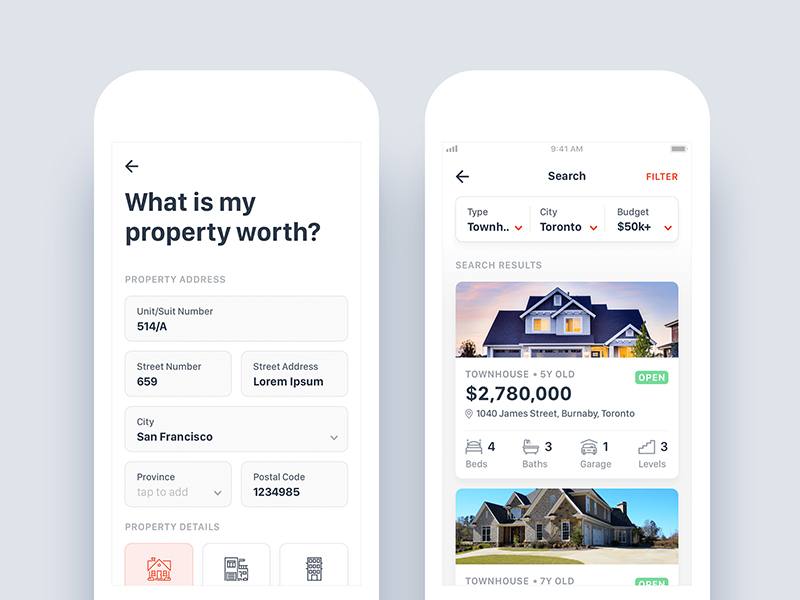 What is my
property worth?
PROPERTY ADDRESS
Unit/Suit Number
514/A
Street Number
659
Street Address
Lorem Ipsum
City
San Francisco
Province
tap to add
Postal Code
1234985
PROPERTY DETAILS
9:41 AM
Search
FILTER
Type
Townh..
City
Toronto
Budget
$50k+
SEARCH RESULTS
TOWNHOUSE • 5Y OLD
OPEN
$2,780,000
1040 James Street, Burnaby, Toronto
4
Beds
3
Baths
1
Garage
3
Levels
TOWNHOUSE • 7Y OLD
OPEN